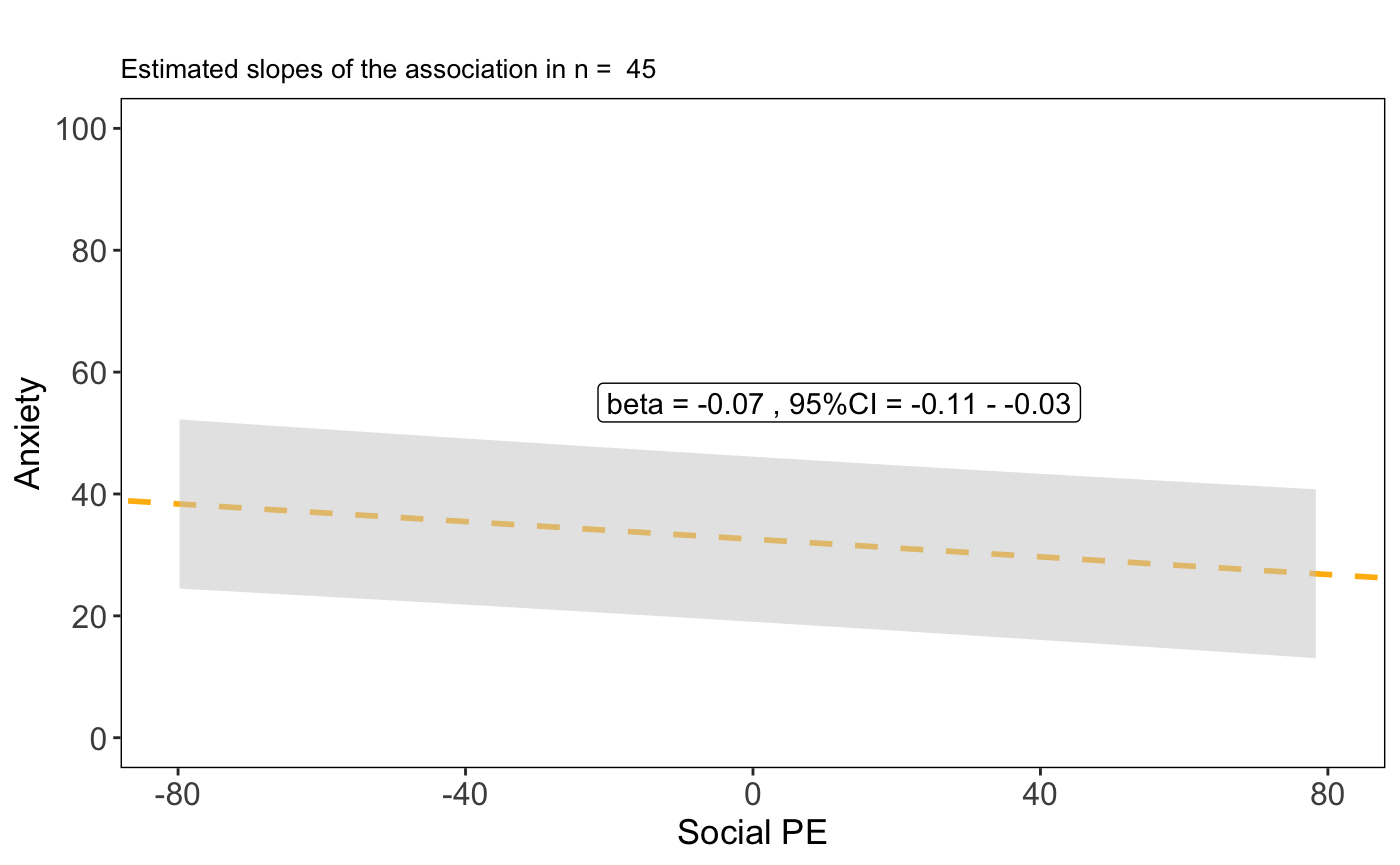 Estimated slopes of the association in n =  45
100
80
60
40
20
0
Anxiety
beta = -0.07 , 95%CI = -0.11 - -0.03
-80
-40
0
40
80
Social PE